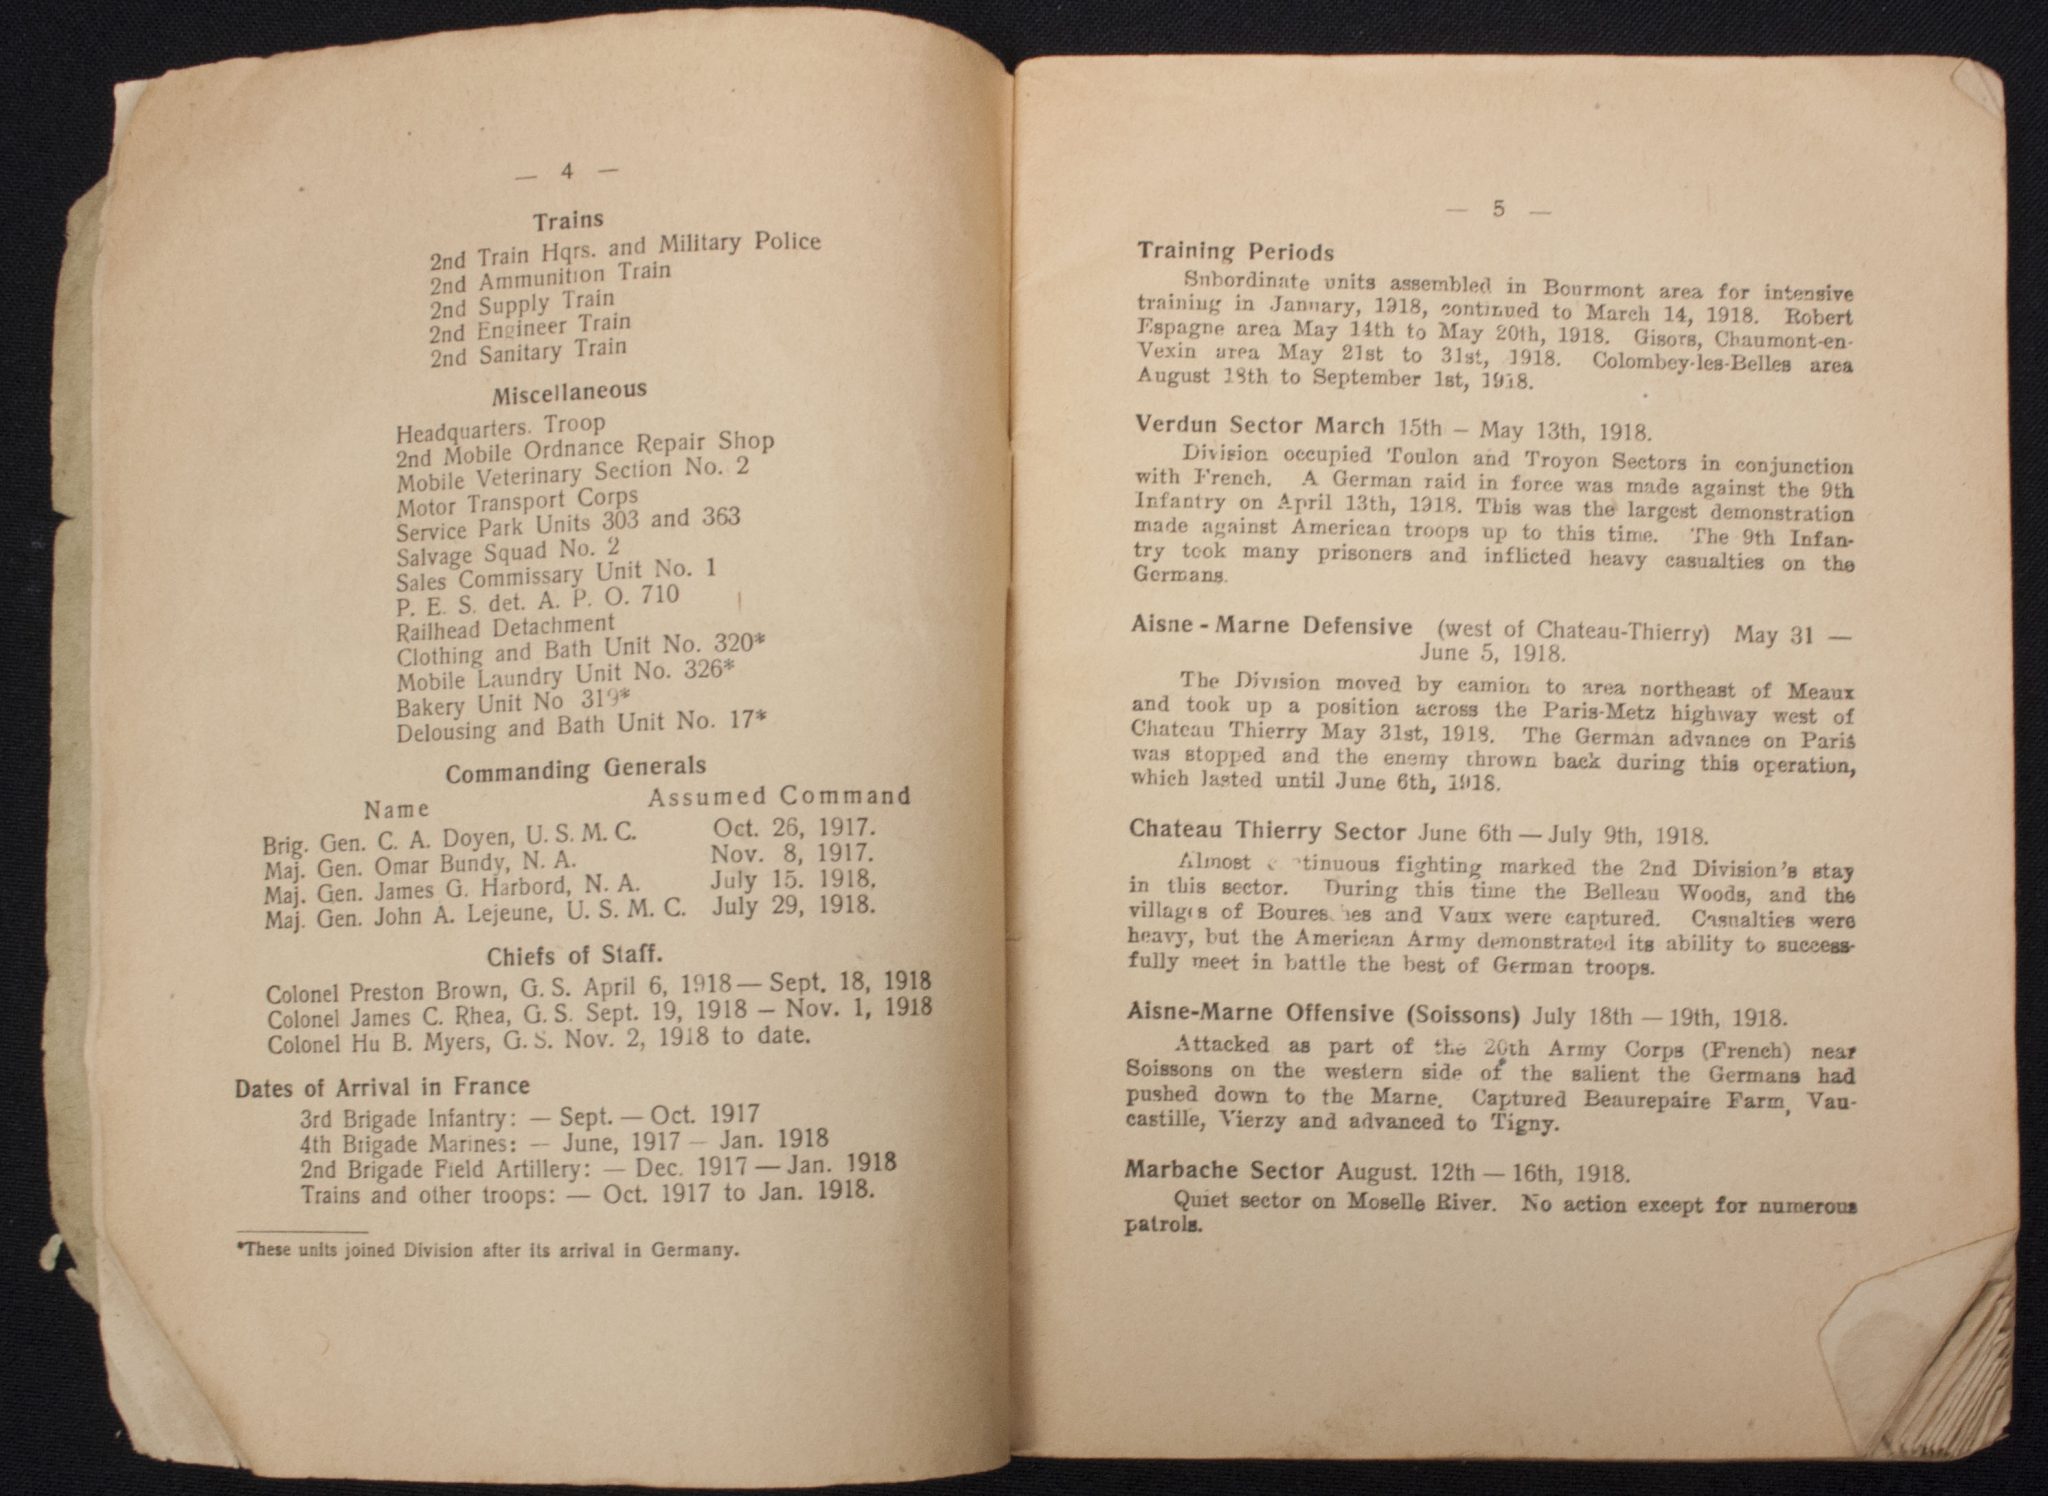 — 4 —
Trains
2nd Train Hqrs. and Military Police
2nd Ammunition Train
2nd Supply Train
2nd Engineer Train
2nd Sanitary Train
Miscellaneous
Headquarters. Troop
2nd Mobile Ordnance Repair Shop
Mobile Veterinary Section No. 2
Motor Transport Corps
Service Park Units 303 and 363
Salvage Squad No. 2
Sales Commissary Unit No. 1
P. E. S. det. A. P. O. 710
Railhead Detachment
Clothing and Bath Unit No. 320*
Mobile Laundry Unit No. 326*
Bakery Unit No 319*
Delousing and Bath Unit No. 17*
Commanding Generals
Name Assumed Command
Brig. Gen. C. A. Doyen, U. S. M. C. Oct. 26, 1917.
Maj. Gen. Omar Bundy, N. A. Nov. 8, 1917.
Maj. Gen. James G. Harbord, N. A. July 15. 1918.
Maj. Gen. John A. Lejeune, U. S. M. C. July 29, 1918.
Chiefs of Staff.
Colonel Preston Brown, G. S. April 6, 1918 — Sept. 18, 1918
Colonel James C. Rhea, G. S. Sept. 19, 1918 — Nov. 1, 1918
Colonel Hu B. Myers, G. S. Nov. 2, 1918 to date.
Dates of Arrival in France
3rd Brigade Infantry: — Sept. — Oct. 1917
4th Brigade Marines: — June, 1917 — Jan. 1918
2nd Brigade Field Artillery: — Dec. 1917 — Jan. 1918
Trains and other troops: — Oct. 1917 to Jan. 1918.
*These units joined Division after its arrival in Germany.
— 5 —
Training Periods
Subordinate units assembled in Bourmont area for intensive
training in January, 1918, continued to March 14, 1918. Robert
Espagne area May 14th to May 20th, 1918. Gisors, Chaumont-en-
Vexin area May 21st to 31st, 1918. Colombey-les-Belles area
August 18th to September 1st, 1918.
Verdun Sector March 15th — May 13th, 1918.
Division occupied Toulon and Troyon Sectors in conjunction
with French. A German raid in force was made against the 9th
Infantry on April 13th, 1918. This was the largest demonstration
made against American troops up to this time. The 9th Infan-
try took many prisoners and inflicted heavy casualties on the
Germans.
Aisne - Marne Defensive (west of Chateau-Thierry) May 31 —
June 5, 1918.
The Division moved by camion to area northeast of Meaux
and took up a position across the Paris-Metz highway west of
Chateau Thierry May 31st, 1918. The German advance on Paris
was stopped and the enemy thrown back during this operation,
which lasted until June 6th, 1918.
Chateau Thierry Sector June 6th — July 9th, 1918.
Almost continuous fighting marked the 2nd Division's stay
in this sector. During this time the Belleau Woods, and the
villages of Bouresches and Vaux were captured. Casualties were
heavy, but the American Army demonstrated its ability to success-
fully meet in battle the best of German troops.
Aisne-Marne Offensive (Soissons) July 18th — 19th, 1918.
Attacked as part of the 20th Army Corps (French) near
Soissons on the western side of the salient the Germans had
pushed down to the Marne. Captured Beaurepaire Farm, Vau-
castille, Vierzy and advanced to Tigny.
Marbache Sector August. 12th — 16th, 1918.
Quiet sector on Moselle River. No action except for numerous
patrols.